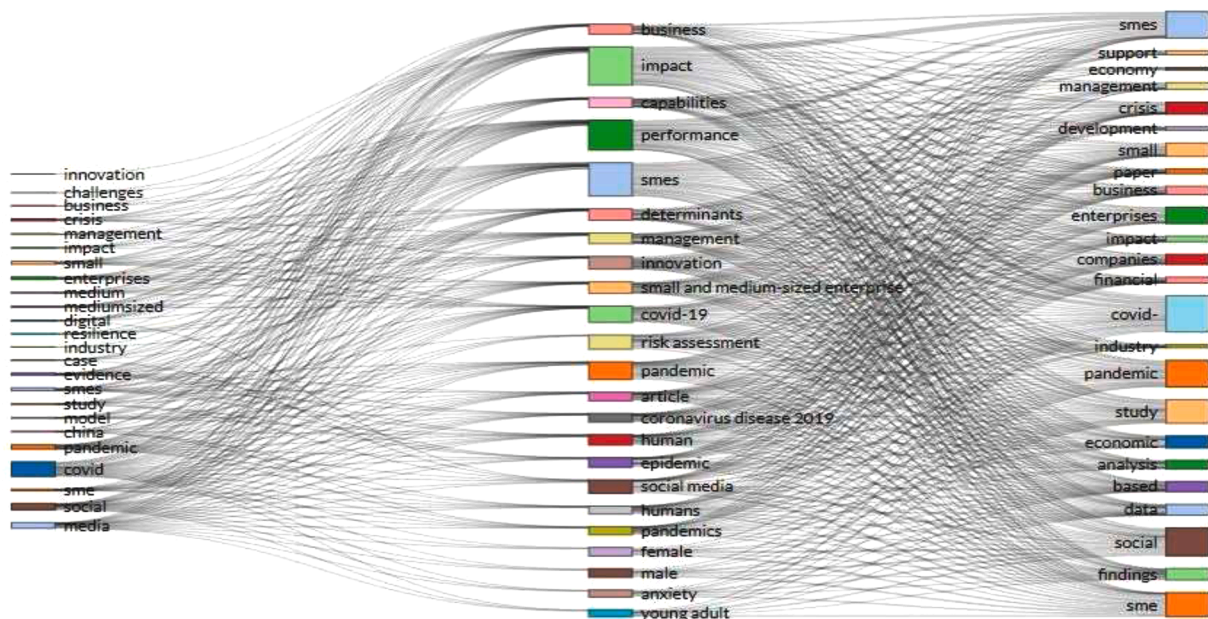 innovation
challenges
business
crisis
management
impact
small
enterprises
medium
mediumsized
digital
resilience
industry
case
evidence
smes
study
model
china
pandemic
covid
sme
social
media
business
impact
capabilities
performance
smes
determinants
management
innovation
small and medium-sized enterprise
covid-19
risk assessment
pandemic
article
coronavirus disease 2019
human
epidemic
social media
humans
pandemics
female
male
anxiety
young adult
smes
support
economy
management
crisis
development
small
paper
business
enterprises
impact
companies
financial
covid-
industry
pandemic
study
economic
analysis
based
data
social
findings
sme